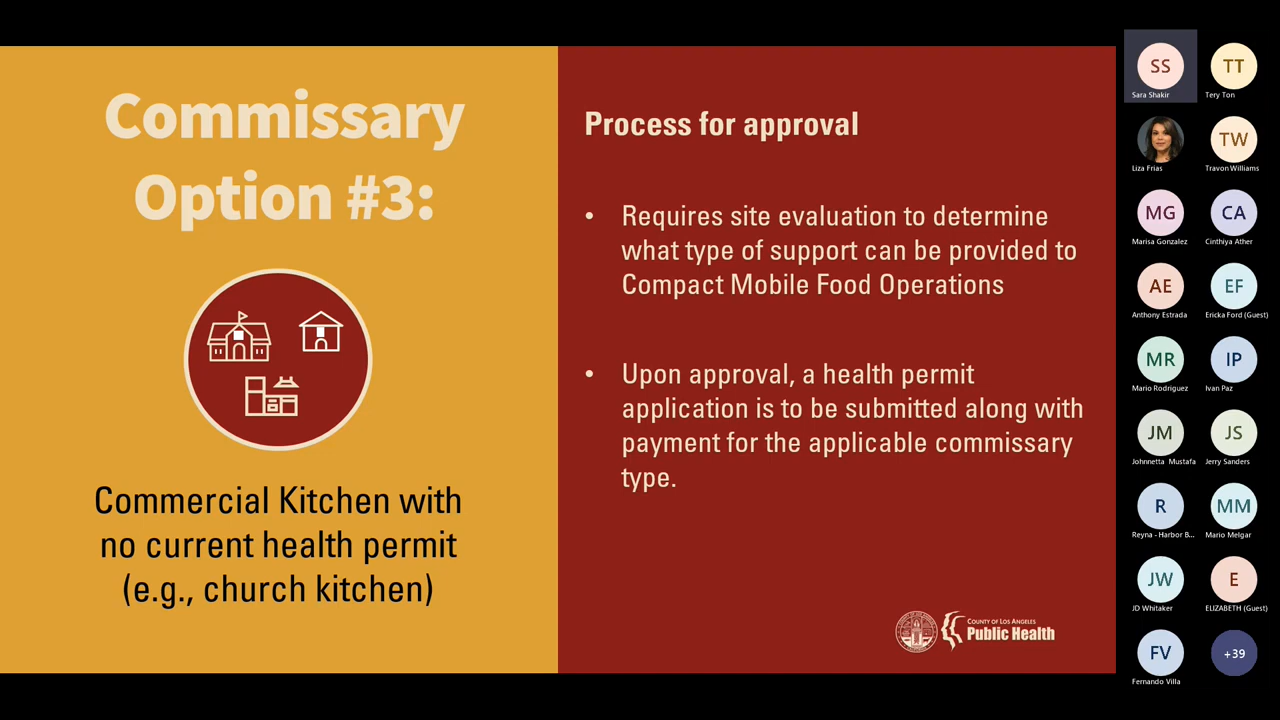 Commissary
Option #3:
Commercial Kitchen with
no current health permit
(e.g., church kitchen)
Process for approval
• Requires site evaluation to determine
what type of support can be provided to
Compact Mobile Food Operations
• Upon approval, a health permit
application is to be submitted along with
payment for the applicable commissary
type.
COUNTY OF LOS ANGELES
Public Health
SS
Sara Shakir
TT
Tery Ton
Liza Frias
TW
Travon Williams
MG
Marisa Gonzalez
CA
Cinthiya Ather
AE
Anthony Estrada
EF
Ericka Ford (Guest)
MR
Mario Rodriguez
IP
Ivan Paz
JM
Johnnetta Mustafa
JS
Jerry Sanders
R
Reyna - Harbor B...
MM
Mario Melgar
JW
JD Whitaker
E
ELIZABETH (Guest)
FV
Fernando Villa
+39